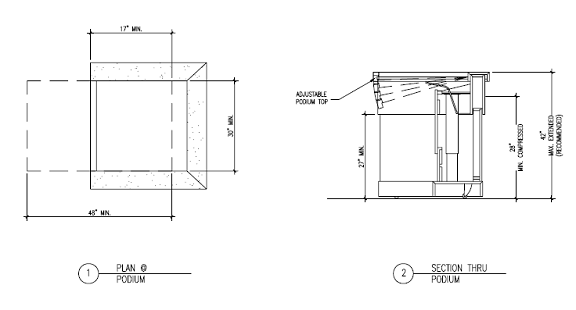 17" MIN.
30" MIN.
48" MIN.
1
PLAN @
PODIUM
ADJUSTABLE
PODIUM TOP
27" MIN.
28"
MIN. COMPRESSED
42"
MAX. EXTENDED
(RECOMMENDED)
2
SECTION THRU
PODIUM